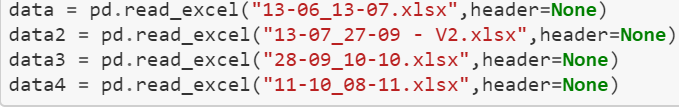 data = pd.read_excel("13-06_13-07.xlsx",header=None)
data2 = pd.read_excel("13-07_27-09 - V2.xlsx",header=None)
data3 = pd.read_excel("28-09_10-10.xlsx",header=None)
data4 = pd.read_excel("11-10_08-11.xlsx",header=None)